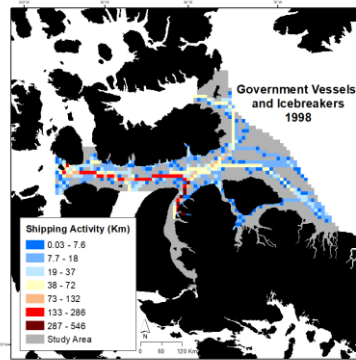 Government Vessels
and Icebreakers
1998
Shipping Activity (Km)
0.03 - 7.6
7.7 - 18
19 - 37
38 - 72
73 - 132
133 - 286
287 - 546
Study Area
N
0 60 120 Km